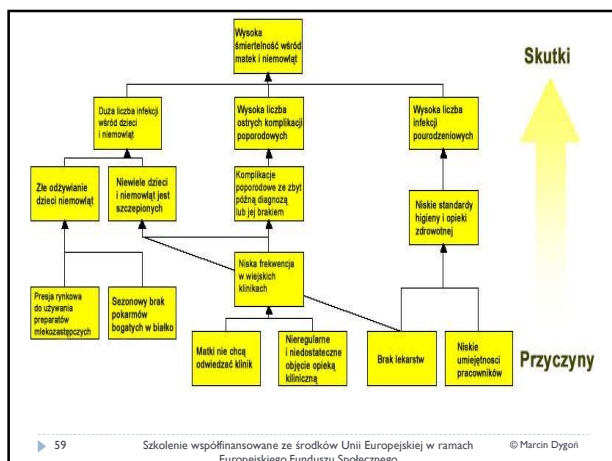 Wysoka
śmiertelność wśród
matek i niemowląt
Skutki
Duża liczba infekcji
wśród dzieci
i niemowląt
Wysoka liczba
ostrych komplikacji
poporodowych
Wysoka liczba
infekcji
pourodzeniowych
Złe odżywlanie
dzieci niemowląt
Niewiele dzieci
i niemowląt jest
szczepionych
Komplikacje
poporodowe ze zbyt
późną diagnozą
lub jej brakiem
Niskie standardy
higieny i opieki
zdrowotnej
Niska frekwencja
w wiejskich
klinikach
Presja rynkowa
do używania
preparatów
mlekozastępczych
Sezonowy brak
pokarmów
bogatych w białko
Matki nie chcą
odwiedzać klinik
Nieregularne
i niedostateczne
objęcie opieką
kliniczną
Brak lekarstw
Niskie
umiejętnosci
pracowników
Przyczyny
59
Szkolenie współfinansowane ze środków Unii Europejskiej w ramach
Europejskiego Funduszu Społecznego
© Marcin Dygoń